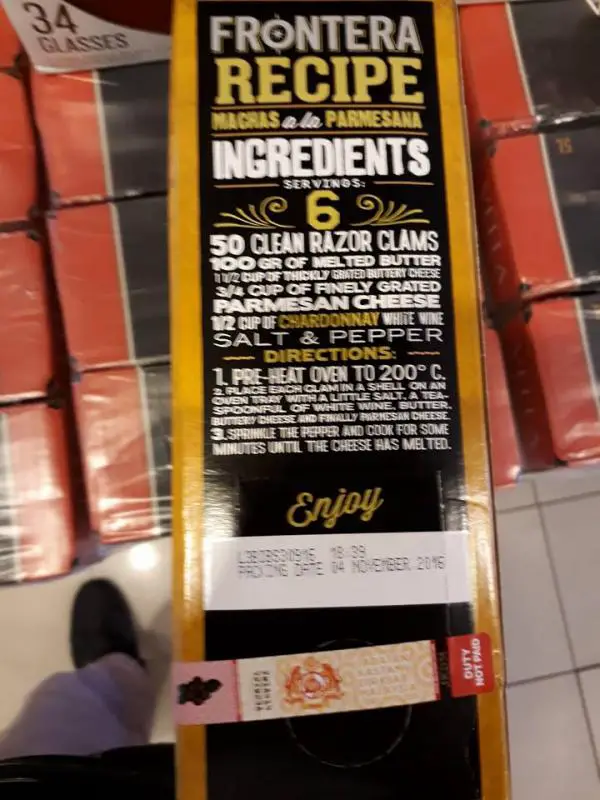 34
GLASSES
FRONTERA
RECIPE
MACHAS a la PARMESANA
INGREDIENTS
SERVINGS:
6
50 CLEAN RAZOR CLAMS
100 GR OF MELTED BUTTER
1 1/2 CUP OF THICKLY GRATED BUTTERY CHEESE
3/4 CUP OF FINELY GRATED
PARMESAN CHEESE
1/2 CUP OF CHARDONNAY WHITE WINE
SALT & PEPPER
DIRECTIONS:
1. PRE-HEAT OVEN TO 200° C.
2. PLACE EACH CLAM IN A SHELL ON AN
OVEN TRAY WITH A LITTLE SALT, A TEA-
SPOONFUL OF WHITE WINE, BUTTER,
BUTTERY CHEESE AND FINALLY PARMESAN CHEESE.
3. SPRINKLE THE PEPPER AND COOK FOR SOME
MINUTES UNTIL THE CHEESE HAS MELTED.
Enjoy
18:39
PACKING DATE 04 NOVEMBER 2016
KASTAM
DIRAJA
MALAYSIA
DUTY
NOT PAID